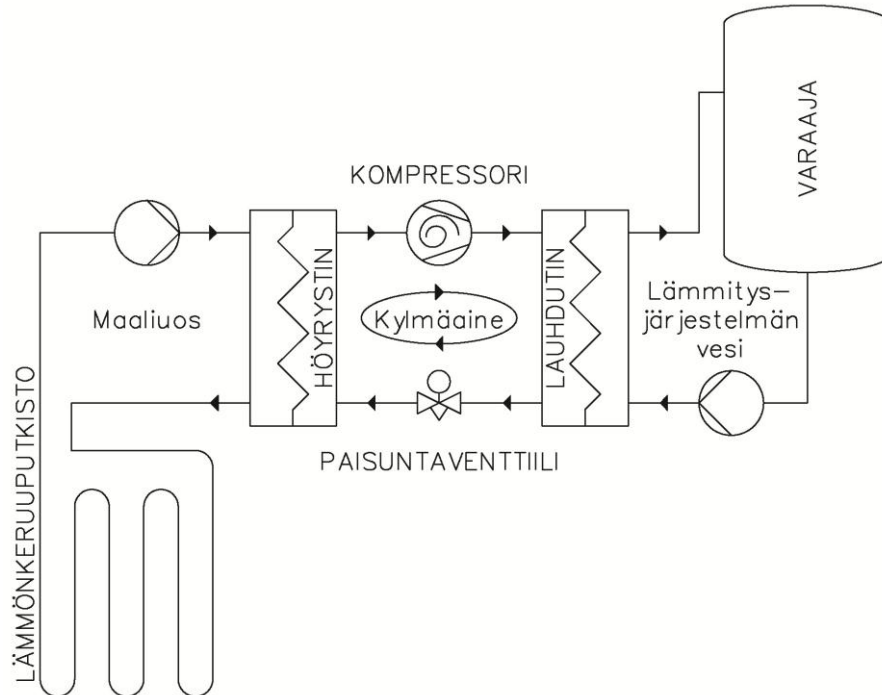 VARAAJA
KOMPRESSORI
Maaliuos
HÖYRYSTIN
Kylmäaine
LAUHDUTIN
Lämmitys-
järjestelmän
vesi
PAISUNTAVENTTIILI
LÄMMÖNKERUUPUTKISTO